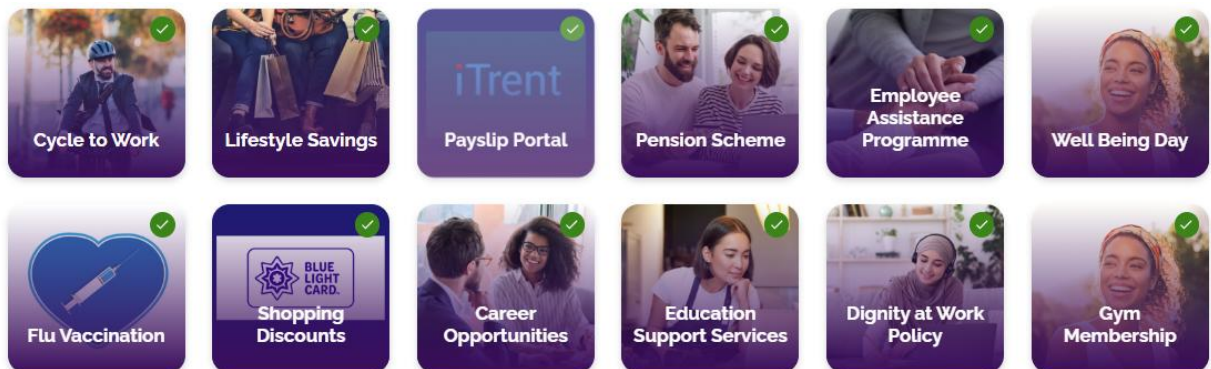 iTrent
Cycle to Work
Lifestyle Savings
Payslip Portal
Pension Scheme
Employee
Assistance
Programme
Well Being Day
Flu Vaccination
BLUE
LIGHT
CARD.
Shopping
Discounts
Career
Opportunities
Education
Support Services
Dignity at Work
Policy
Gym
Membership